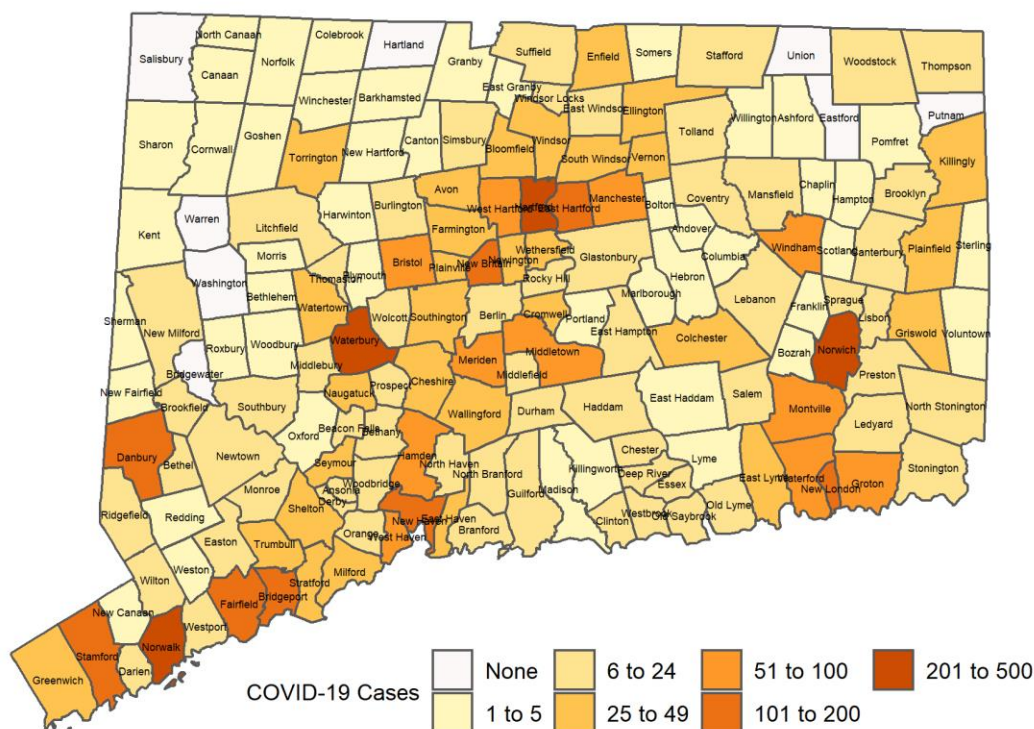 North Canaan
Colebrook
Hartland
Salisbury
Canaan
Norfolk
Granby
Suffield
Enfield
Somers
Stafford
Union
Woodstock
Thompson
East Granby
Windsor Locks
Winchester
Barkhamsted
East Windsor
Ellington
Putnam
Willington
Ashford
Eastford
Pomfret
Sharon
Cornwall
Goshen
Torrington
New Hartford
Canton
Simsbury
Bloomfield
Windsor
South Windsor
Vernon
Tolland
Killingly
Avon
West Hartford
Hartford
East Hartford
Manchester
Bolton
Coventry
Mansfield
Chaplin
Hampton
Brooklyn
Kent
Warren
Litchfield
Harwinton
Burlington
Farmington
Andover
Columbia
Windham
Scotland
Canterbury
Plainfield
Sterling
Washington
Morris
Bethlehem
Thomaston
Plymouth
Bristol
Plainville
New Britain
Newington
Wethersfield
Rocky Hill
Glastonbury
Hebron
Marlborough
Lebanon
Franklin
Sprague
Lisbon
Griswold
Voluntown
Sherman
New Milford
Roxbury
Woodbury
Watertown
Waterbury
Wolcott
Southington
Berlin
Cromwell
Portland
East Hampton
Colchester
Bozrah
Norwich
Preston
Bridgewater
Middlebury
Meriden
Middletown
Middlefield
New Fairfield
Brookfield
Southbury
Naugatuck
Prospect
Cheshire
Wallingford
Durham
Haddam
East Haddam
Salem
Montville
Ledyard
North Stonington
Danbury
Bethel
Newtown
Oxford
Beacon Falls
Bethany
Hamden
North Haven
North Branford
Guilford
Madison
Killingworth
Chester
Deep River
Essex
Lyme
East Lyme
Waterford
New London
Groton
Stonington
Seymour
Ansonia
Derby
Woodbridge
Ridgefield
Redding
Monroe
Shelton
Orange
New Haven
West Haven
East Haven
Branford
Clinton
Westbrook
Old Saybrook
Old Lyme
Easton
Trumbull
Weston
Wilton
Stratford
Milford
New Canaan
Fairfield
Bridgeport
Greenwich
Stamford
Darien
Norwalk
Westport
COVID-19 Cases
None
6 to 24
51 to 100
201 to 500
1 to 5
25 to 49
101 to 200